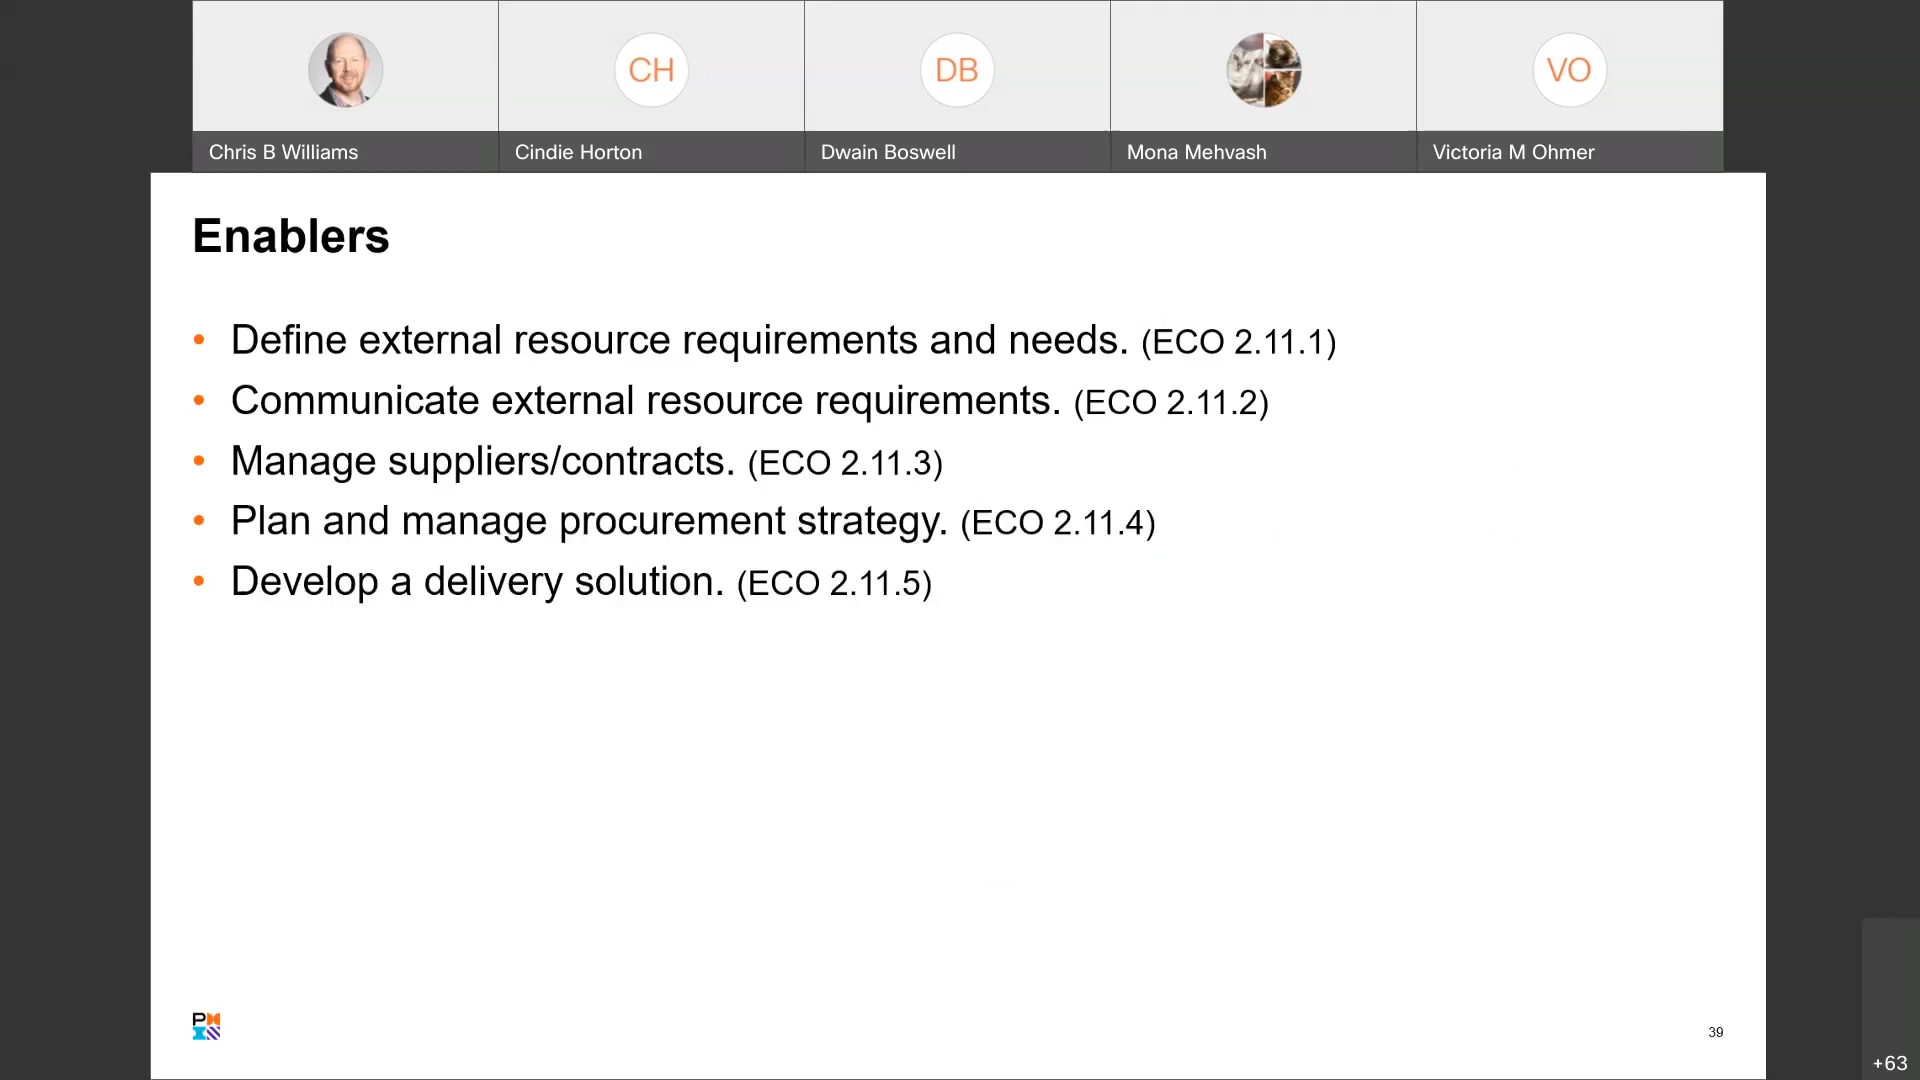 CH
DB
VO
Chris B Williams
Cindie Horton
Dwain Boswell
Mona Mehvash
Victoria M Ohmer
Enablers
• Define external resource requirements and needs. (ECO 2.11.1)
• Communicate external resource requirements. (ECO 2.11.2)
• Manage suppliers/contracts. (ECO 2.11.3)
• Plan and manage procurement strategy. (ECO 2.11.4)
• Develop a delivery solution. (ECO 2.11.5)
39
+63